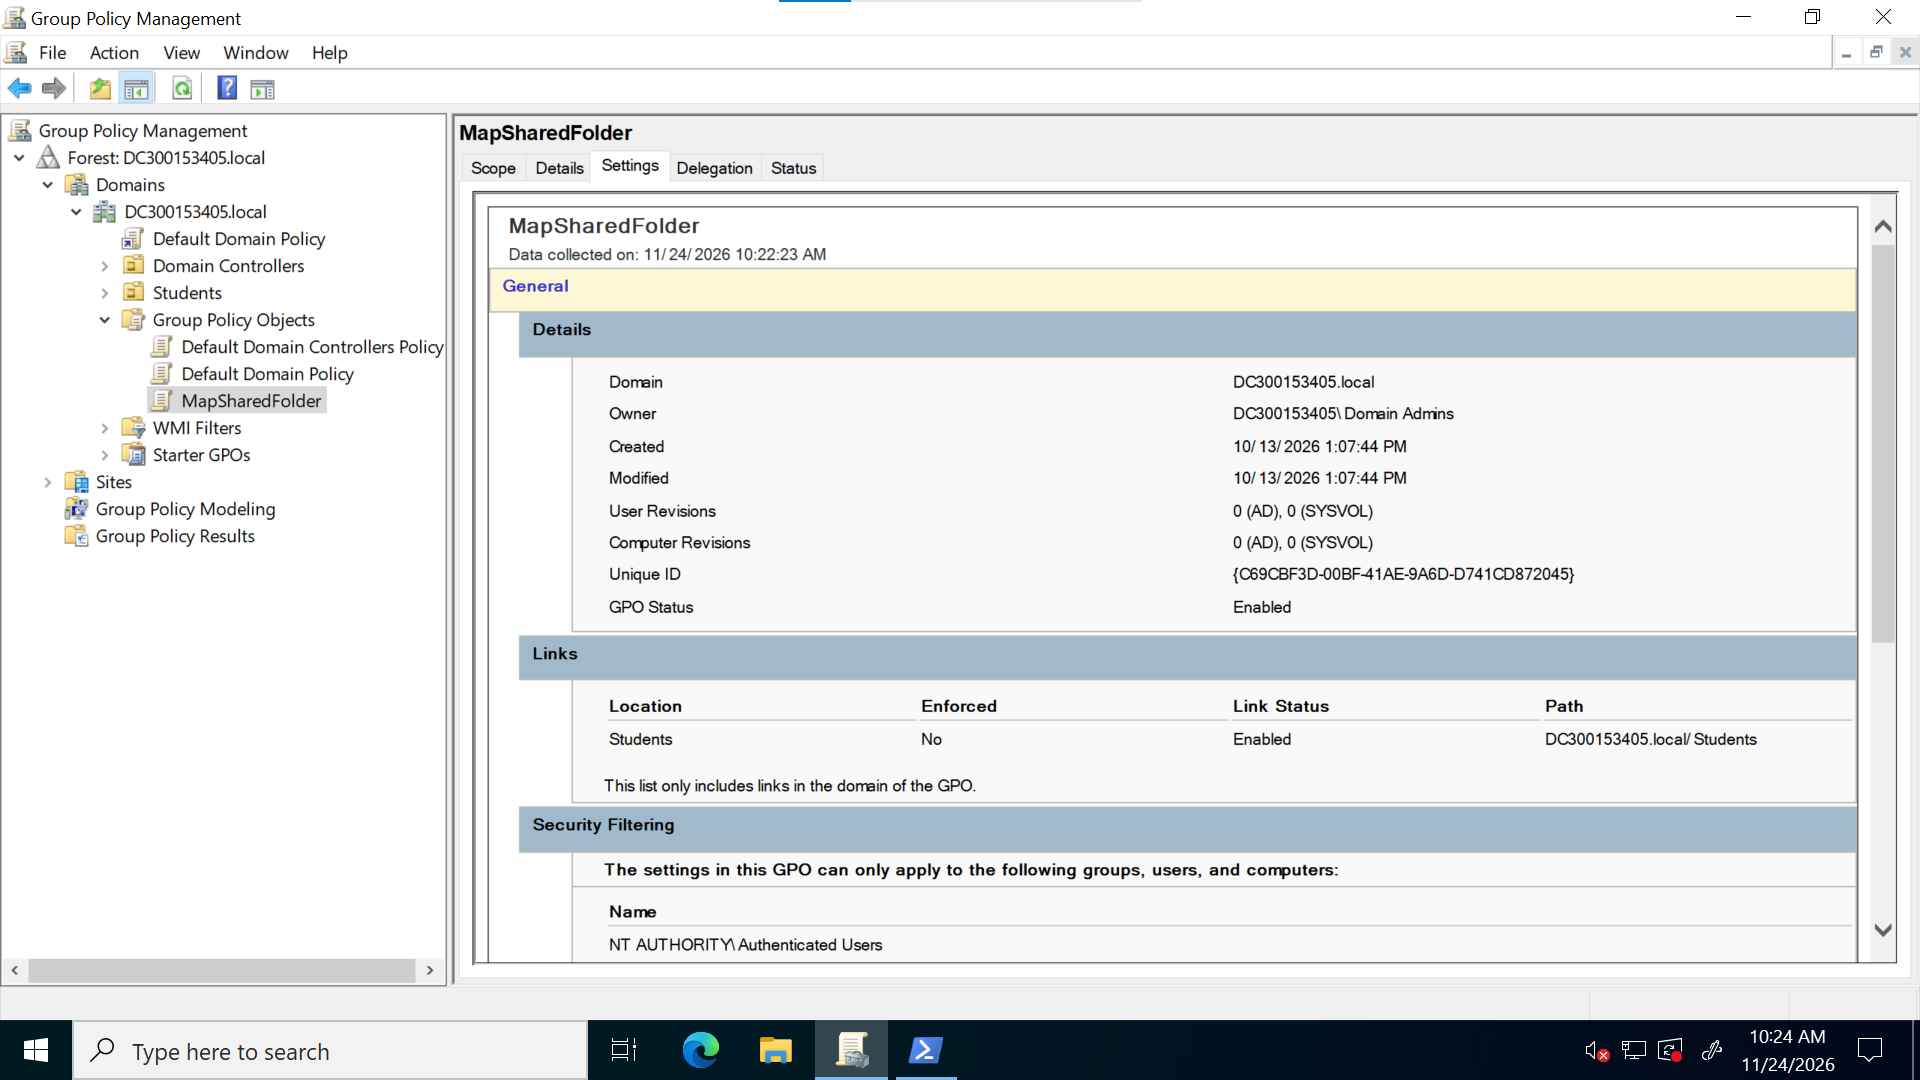 Group Policy Management
File Action View Window Help
Group Policy Management
Forest: DC300153405.local
Domains
DC300153405.local
Default Domain Policy
Domain Controllers
Students
Group Policy Objects
Default Domain Controllers Policy
Default Domain Policy
MapSharedFolder
WMI Filters
Starter GPOs
Sites
Group Policy Modeling
Group Policy Results
MapSharedFolder
Scope Details Settings Delegation Status
MapSharedFolder
Data collected on: 11/24/2026 10:22:23 AM
General
Details
Domain DC300153405.local
Owner DC300153405\Domain Admins
Created 10/13/2026 1:07:44 PM
Modified 10/13/2026 1:07:44 PM
User Revisions 0 (AD), 0 (SYSVOL)
Computer Revisions 0 (AD), 0 (SYSVOL)
Unique ID {C69CBF3D-00BF-41AE-9A6D-D741CD872045}
GPO Status Enabled
Links
Location Enforced Link Status Path
Students No Enabled DC300153405.local/Students
This list only includes links in the domain of the GPO.
Security Filtering
The settings in this GPO can only apply to the following groups, users, and computers:
Name
NT AUTHORITY\Authenticated Users
Type here to search
10:24 AM
11/24/2026